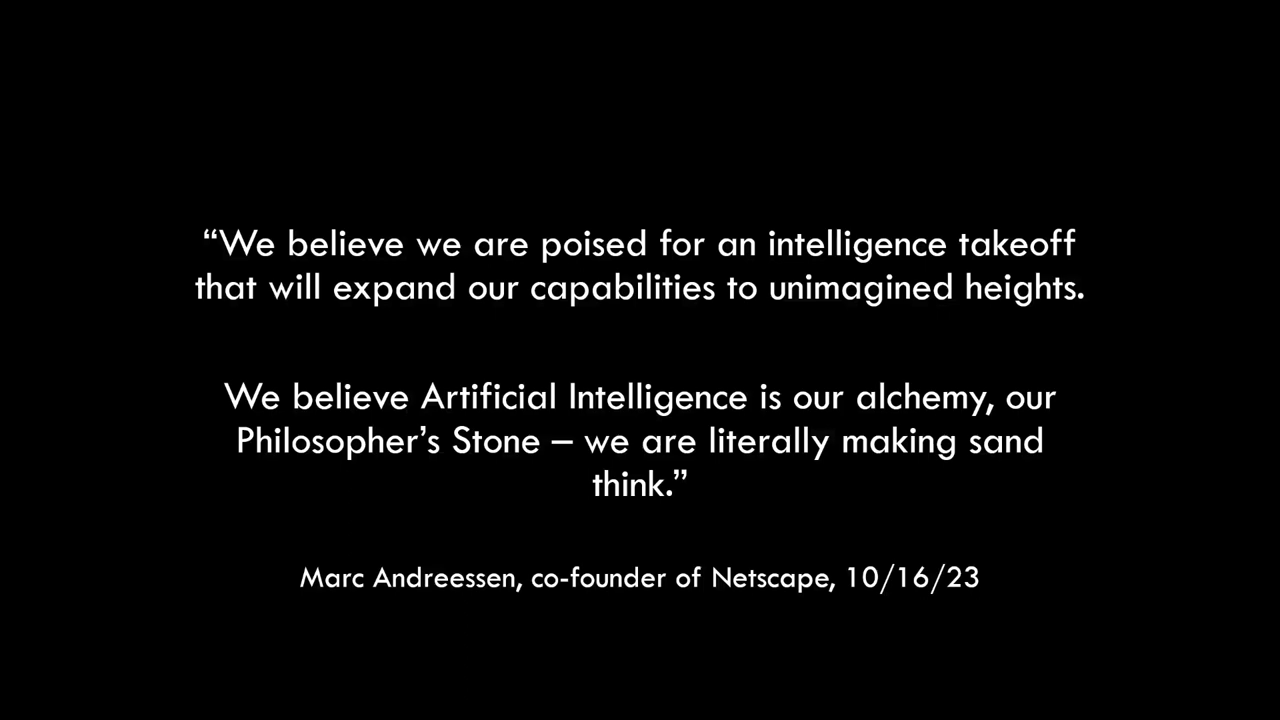 “We believe we are poised for an intelligence takeoff
that will expand our capabilities to unimagined heights.
We believe Artificial Intelligence is our alchemy, our
Philosopher’s Stone – we are literally making sand
think.”
Marc Andreessen, co-founder of Netscape, 10/16/23